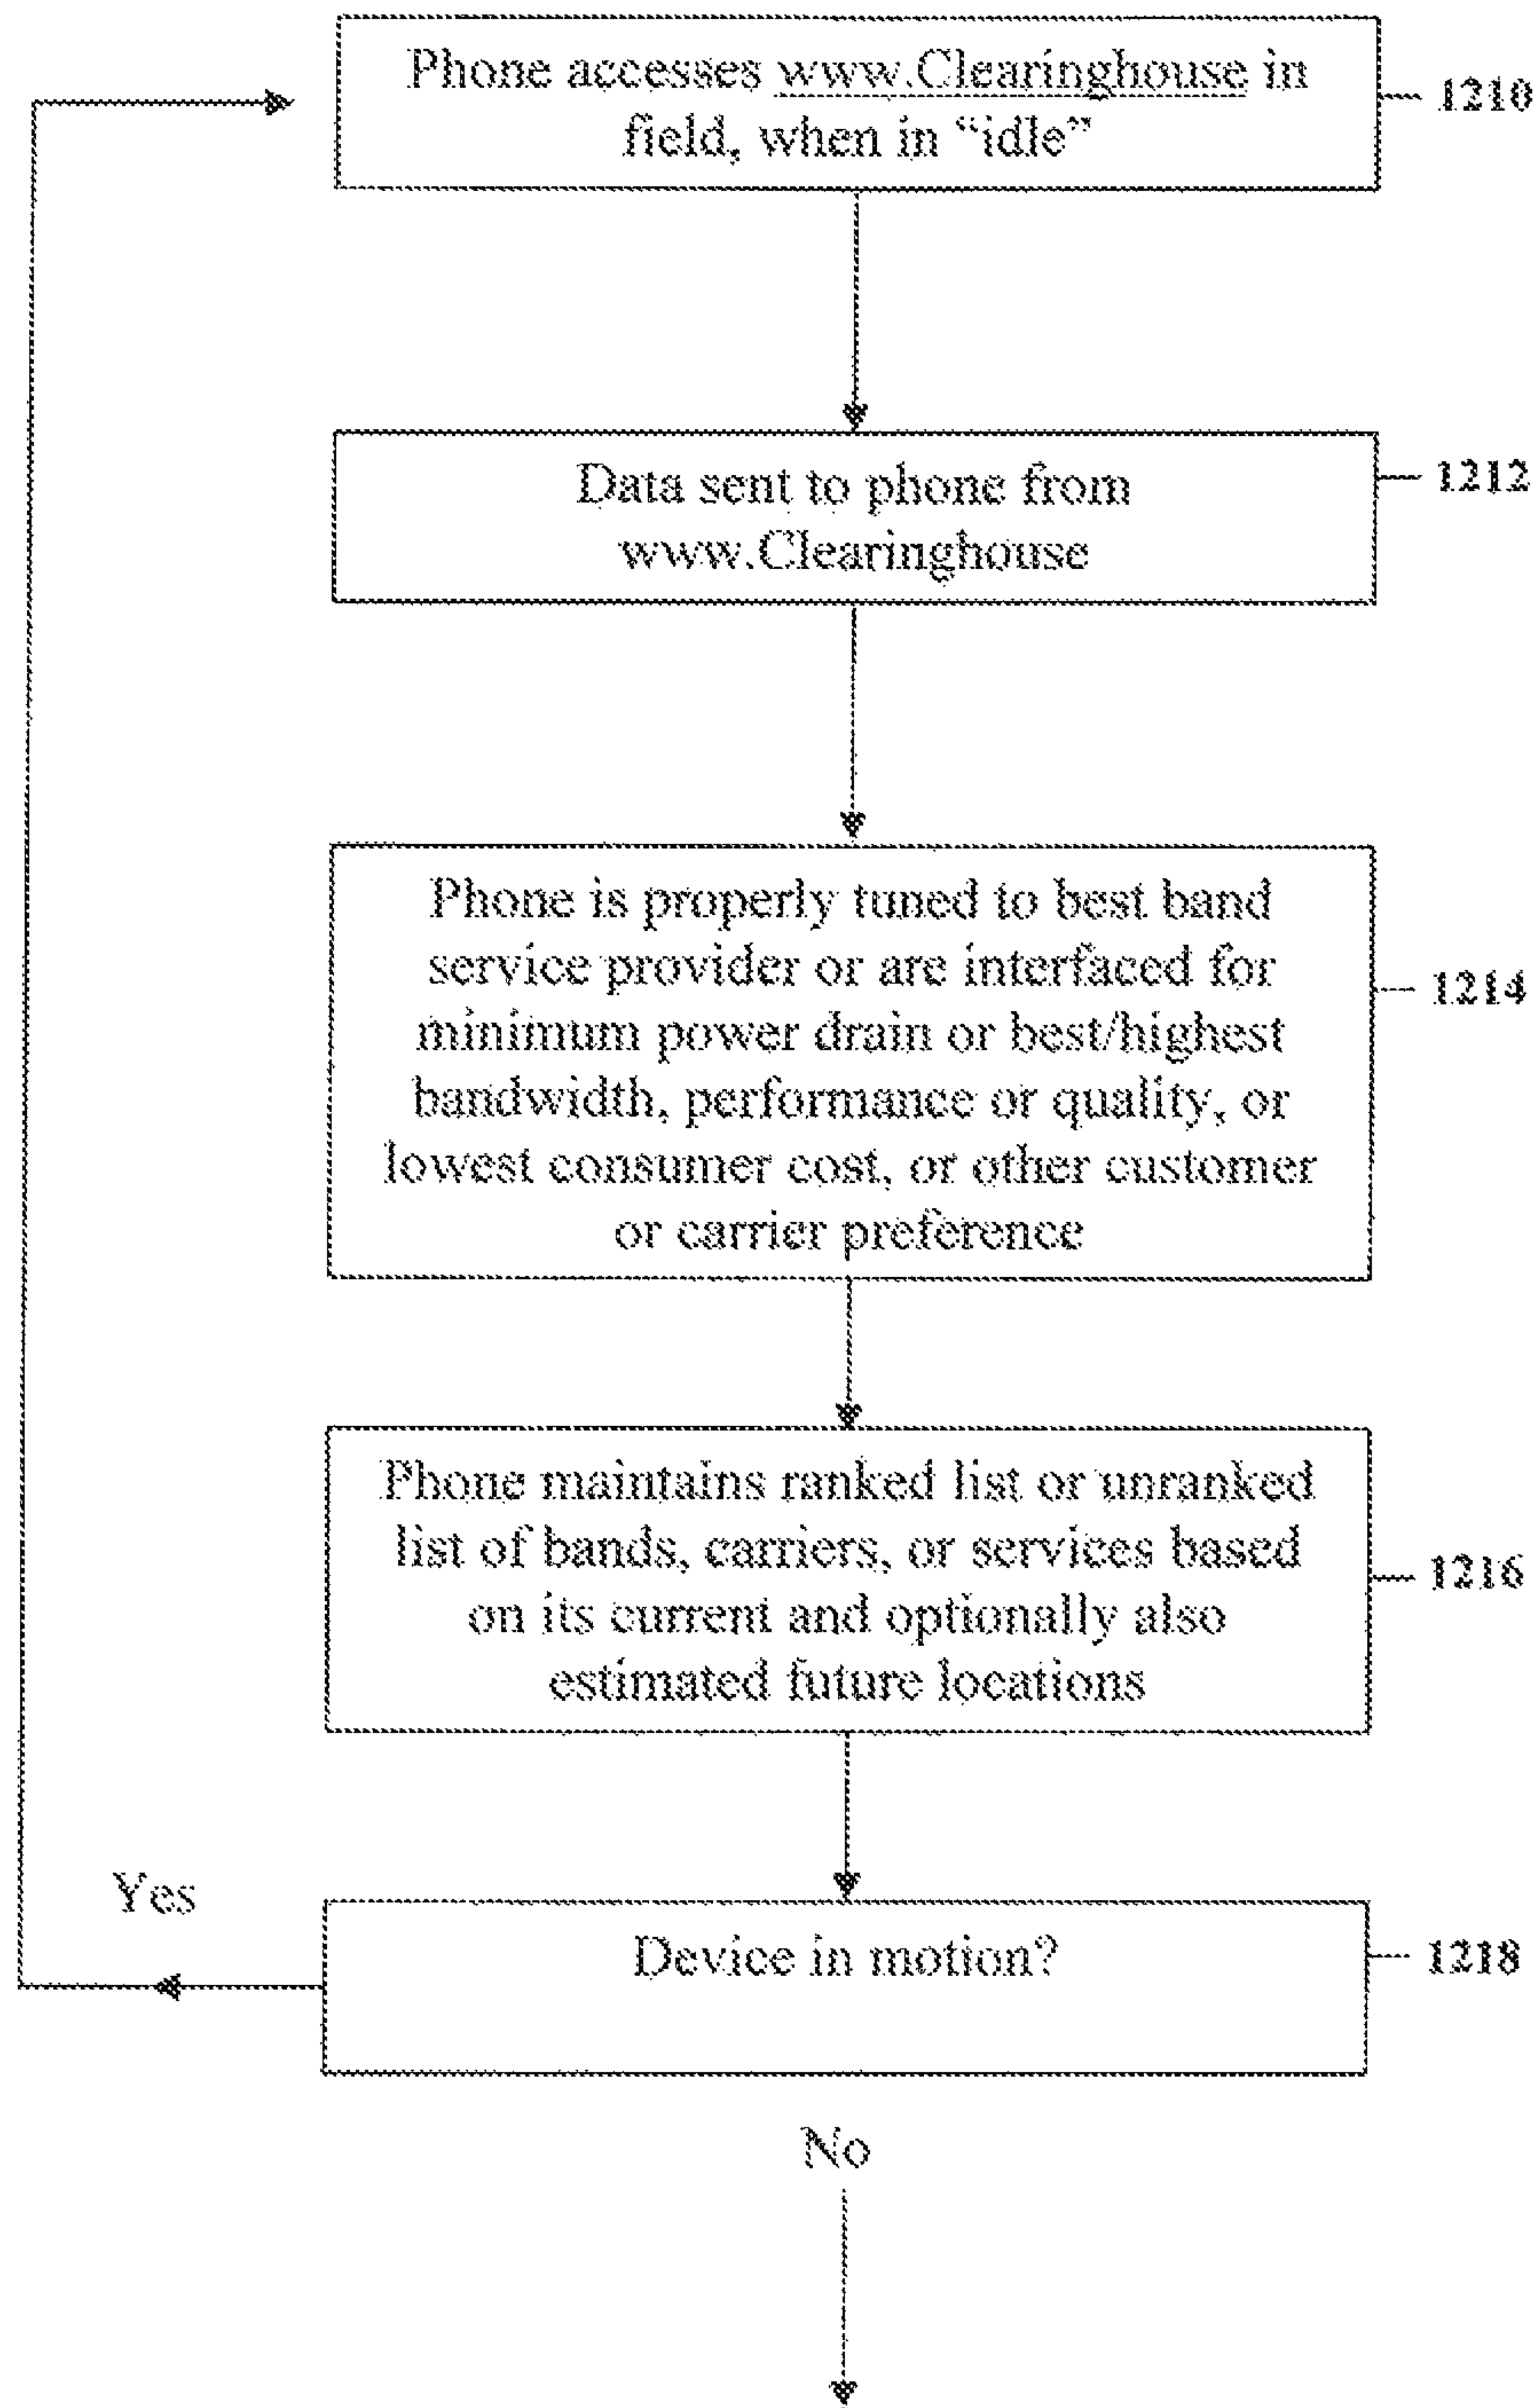 Phone accesses www.Clearinghouse in
field, when in “idle”
1210
Data sent to phone from
www.Clearinghouse
1212
Phone is properly tuned to best band
service provider or are interfaced for
minimum power drain or best/highest
bandwidth, performance or quality, or
lowest consumer cost, or other customer
or carrier preference
1214
Phone maintains ranked list or unranked
list of bands, carriers, or services based
on its current and optionally also
estimated future locations
1216
Yes
Device in motion?
1218
No